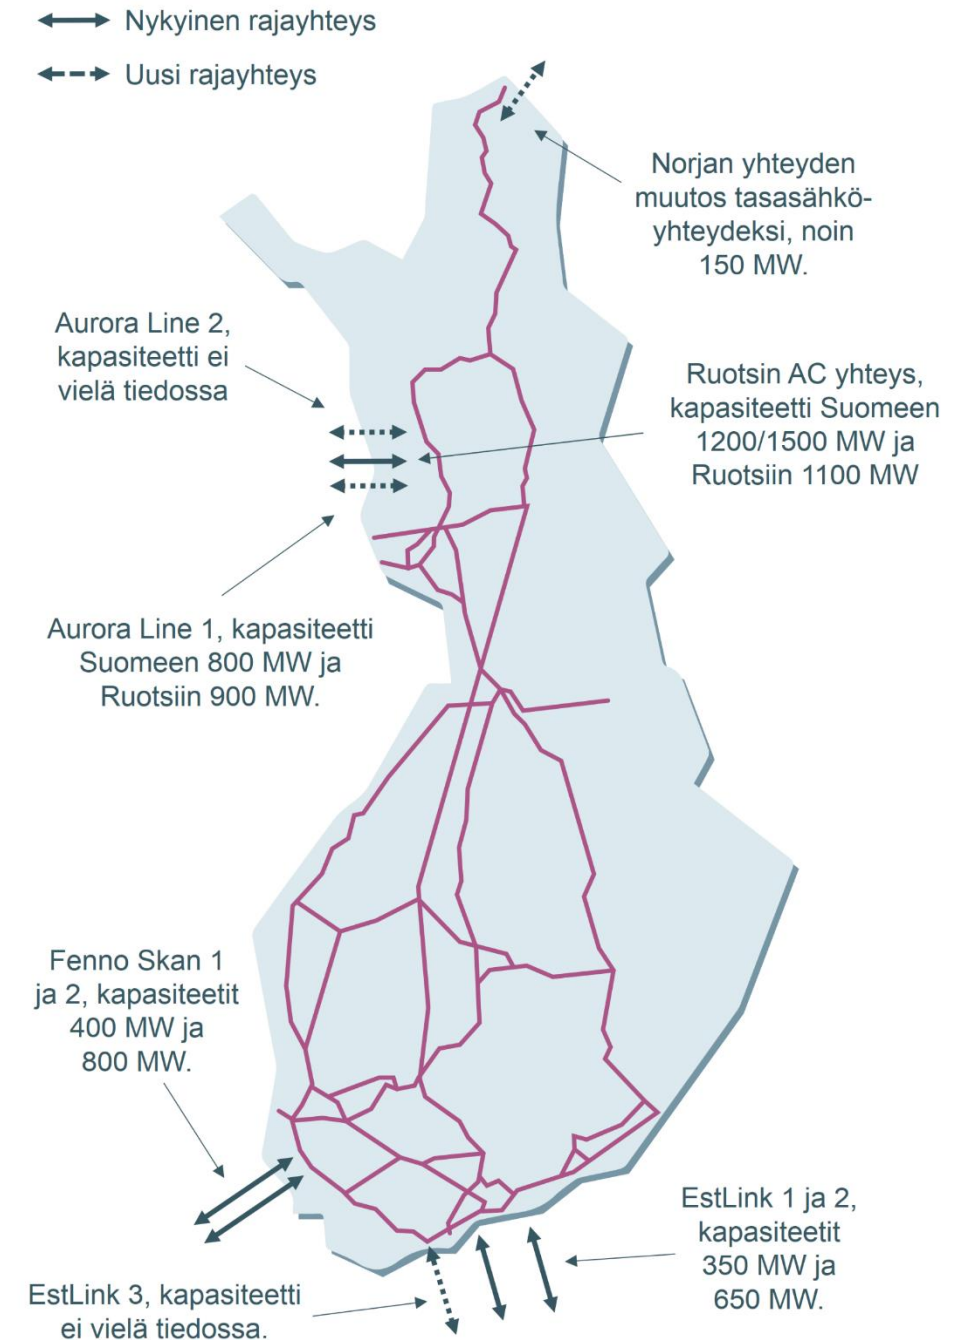 Nykyinen rajayhteys
Uusi rajayhteys
Norjan yhteyden
muutos tasasähkö-
yhteydeksi, noin
150 MW.
Aurora Line 2,
kapasiteetti ei
vielä tiedossa
Ruotsin AC yhteys,
kapasiteetti Suomeen
1200/1500 MW ja
Ruotsiin 1100 MW
Aurora Line 1, kapasiteetti
Suomeen 800 MW ja
Ruotsiin 900 MW.
Fenno Skan 1
ja 2, kapasiteetit
400 MW ja
800 MW.
EstLink 1 ja 2,
kapasiteetit
350 MW ja
650 MW.
EstLink 3, kapasiteetti
ei vielä tiedossa.